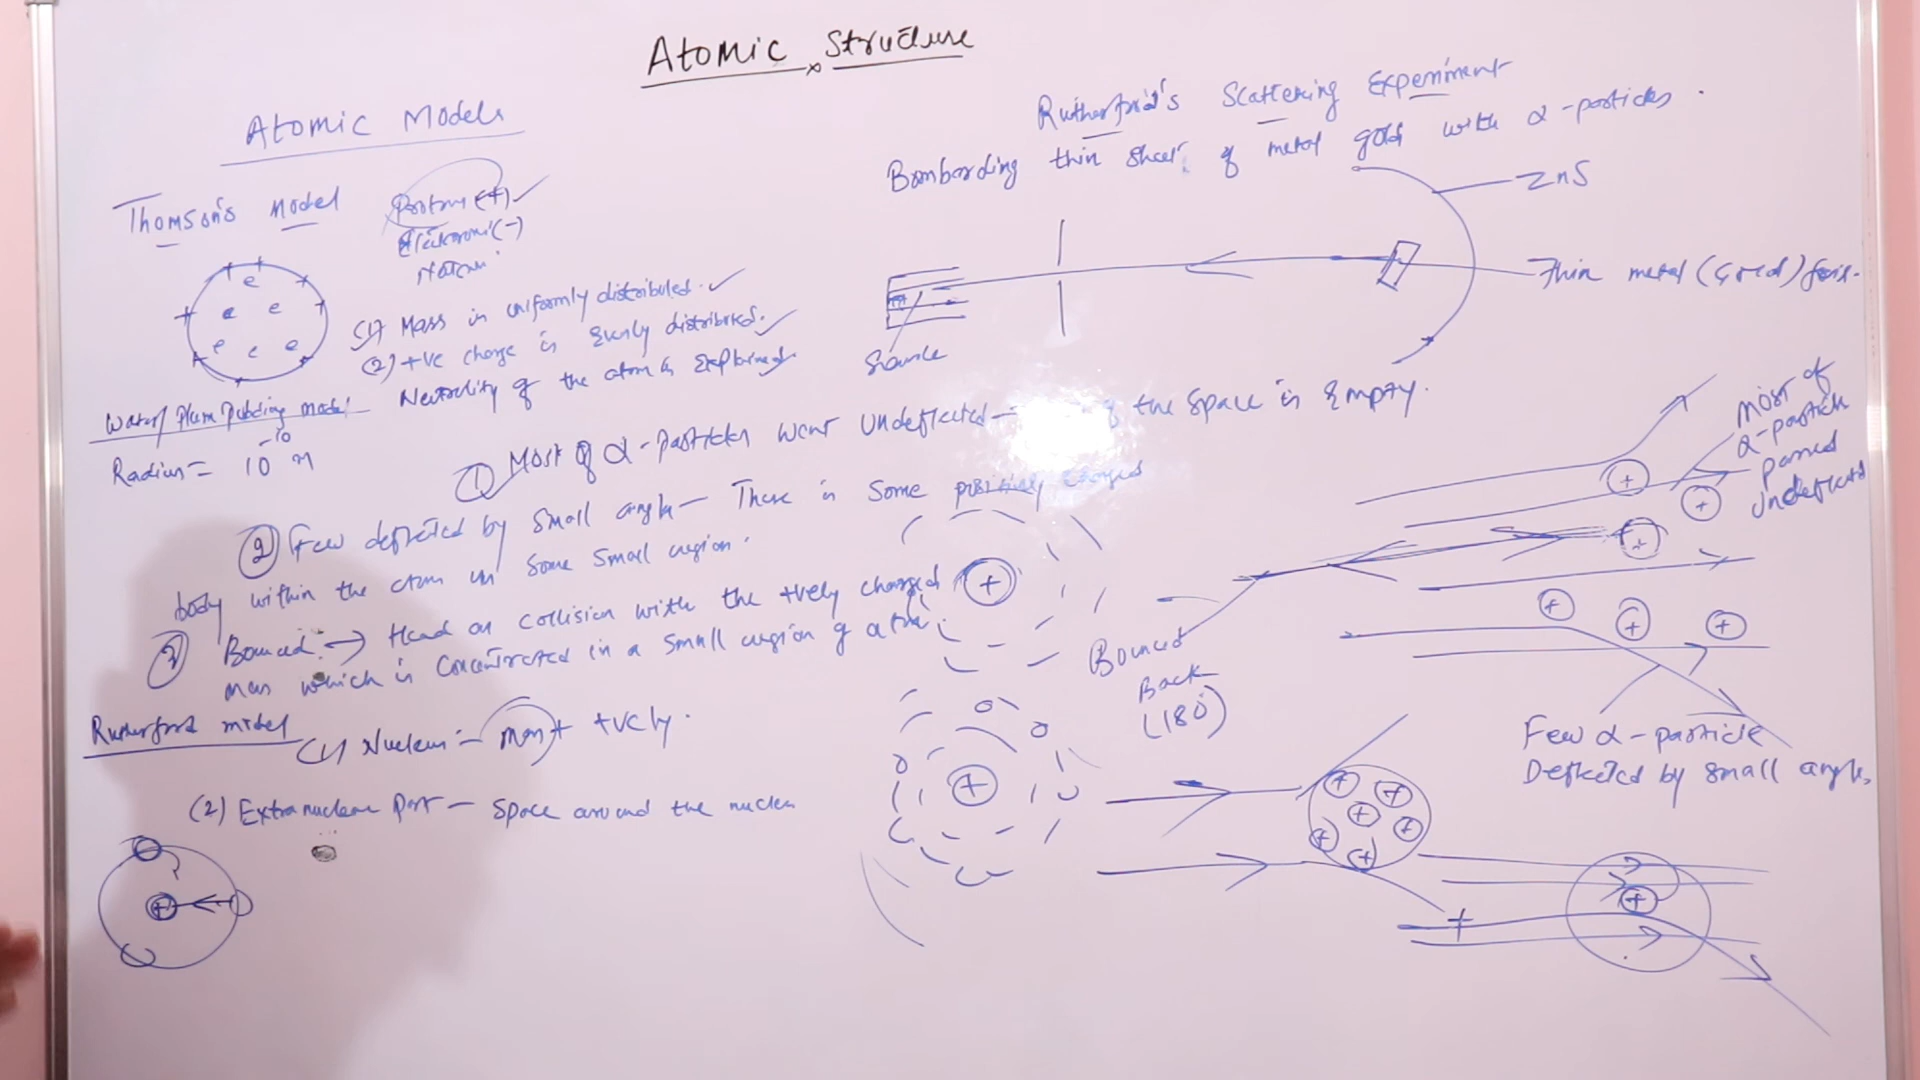 Atomic Structure
Atomic Models
Thomson's Model
Proton (+)
Electron (-)
e
e e
e e e
(1) Mass is uniformly distributed.
(2) +ve charge is evenly distributed.
Neutrality of the atom is Explained
Water/Plum Pudding Model
Radius = 10⁻¹⁰ m
Rutherford's Scattering Experiment
Bombarding thin sheet of metal gold with α-particles.
ZnS
Thin metal (Gold) foil.
Source
① Most of α-particles went Undeflected — the space is Empty.
② Few deflected by small angle — There is some positively charged
body within the atom in some small region.
③ Bounced → Head on collision with the +vely charged
mass which is concentrated in a small region of atom.
+
Most of
α-particle
passed
Undeflected
+ + +
+ + +
Bounced
Back
(180°)
Few α-particle
Deflected by small angle
Rutherford model
(1) Nucleus :- mass + +vely.
(2) Extranuclear Part — Space around the nucleu
+
+ +
+
+ +
+
+
+
+